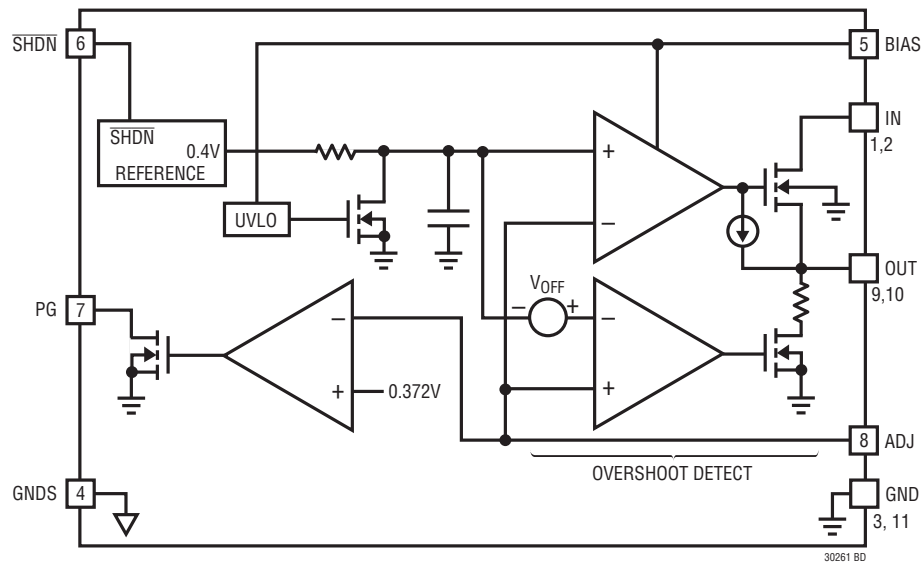 SHDN
6
5
BIAS
IN
1,2
SHDN
0.4V
REFERENCE
+
UVLO
–
OUT
9,10
VOFF
PG
7
–
–
+
–
+
0.372V
+
8
ADJ
OVERSHOOT DETECT
GNDS
4
GND
3, 11
30261 BD